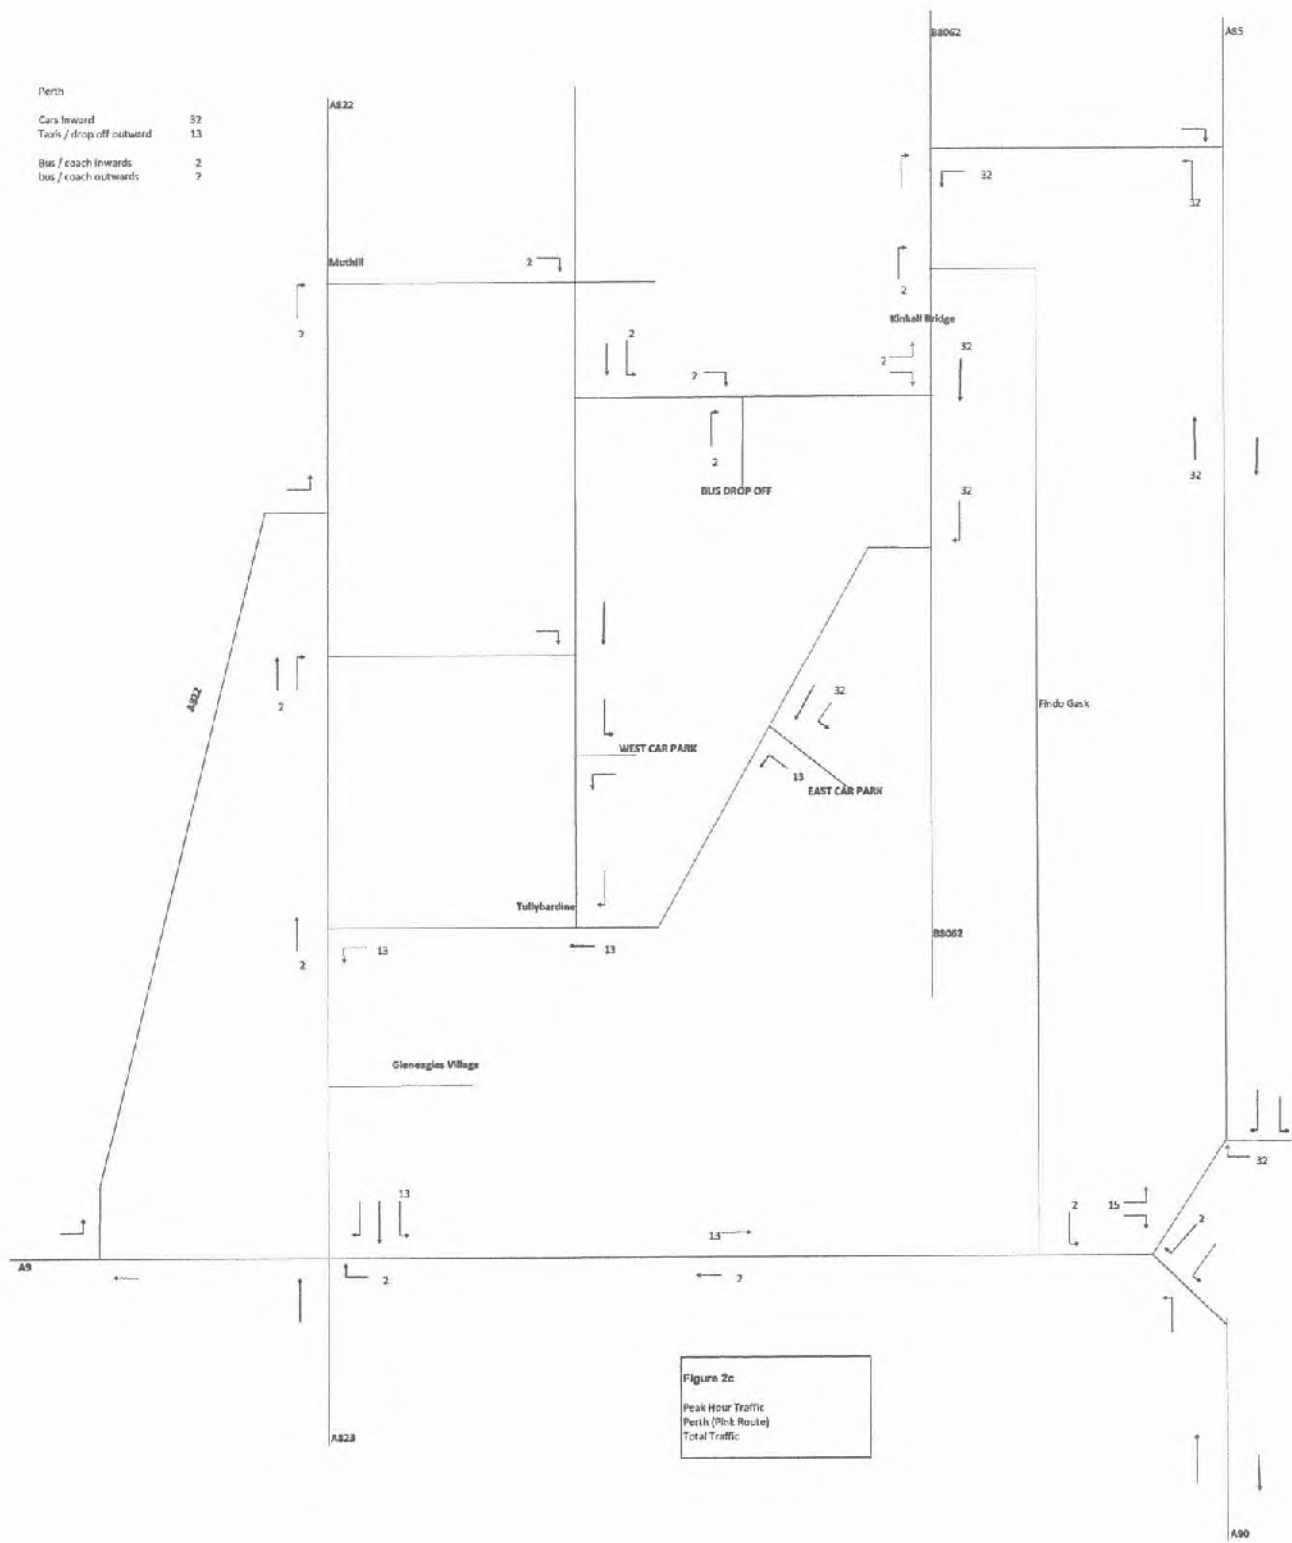 B8062
A85
Perth
A822
Cars Inward 32
Taxis / drop off outward 13
Bus / coach inwards 2
bus / coach outwards 2
32
32
Muthill
2
2
2
Kinkell Bridge
2
32
2
2
2
32
32
BUS DROP OFF
2
A822
32
Findo Gask
WEST CAR PARK
13
EAST CAR PARK
Tullybardine
B8062
13
13
2
Gleneagles Village
32
13
2
15
2
13
A9
2
2
Figure 2c
Peak Hour Traffic
Perth (Pink Route)
Total Traffic
A823
A90